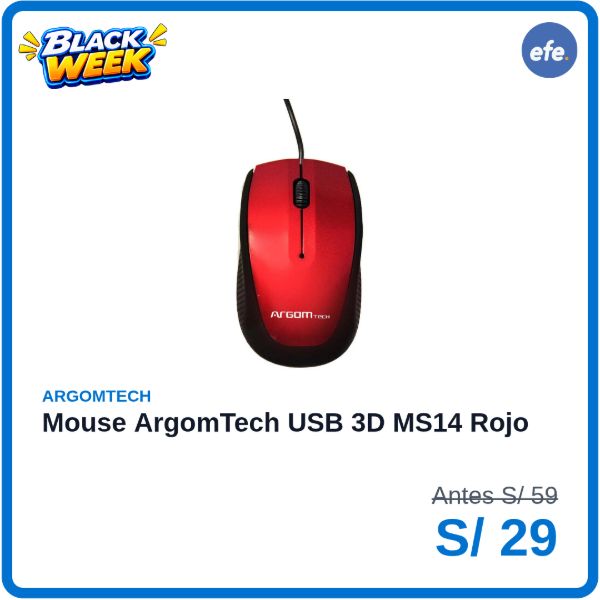 BLACK
WEEK
efe.
ARGOMTECH
ARGOMTECH
Mouse ArgomTech USB 3D MS14 Rojo
Antes S/ 59
S/ 29